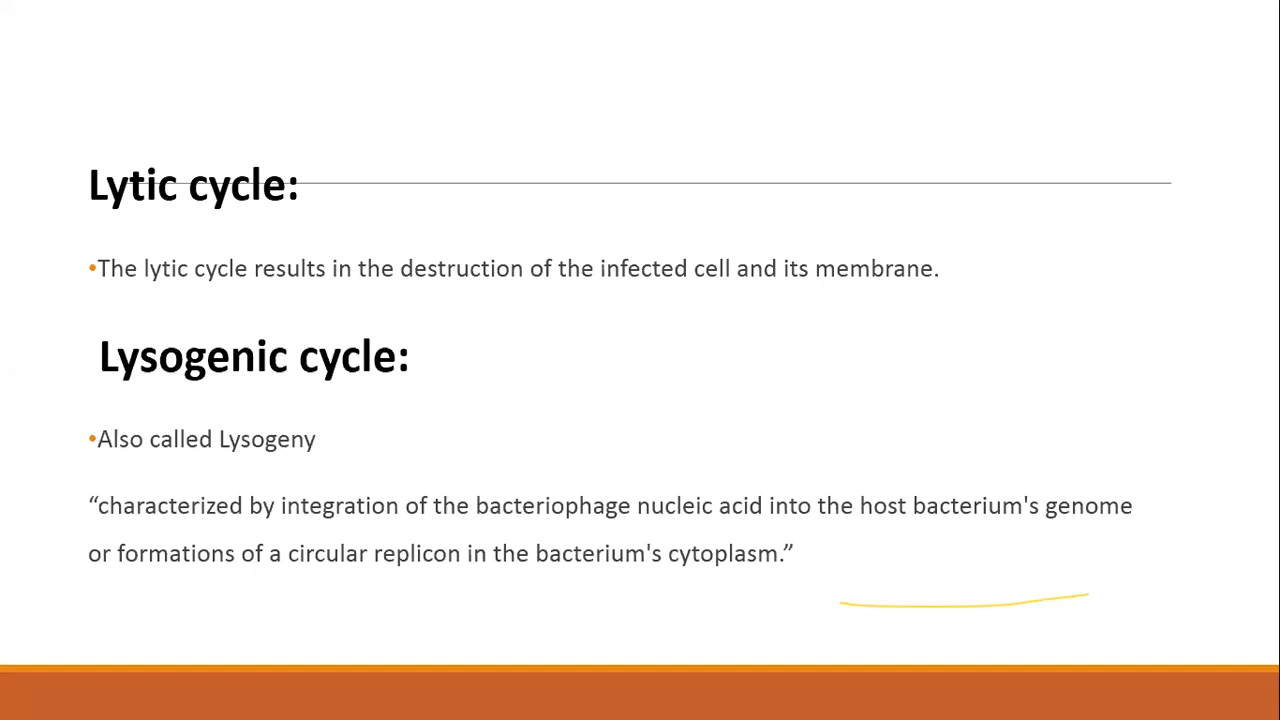 Lytic cycle:
•The lytic cycle results in the destruction of the infected cell and its membrane.
Lysogenic cycle:
•Also called Lysogeny
“characterized by integration of the bacteriophage nucleic acid into the host bacterium's genome
or formations of a circular replicon in the bacterium's cytoplasm.”